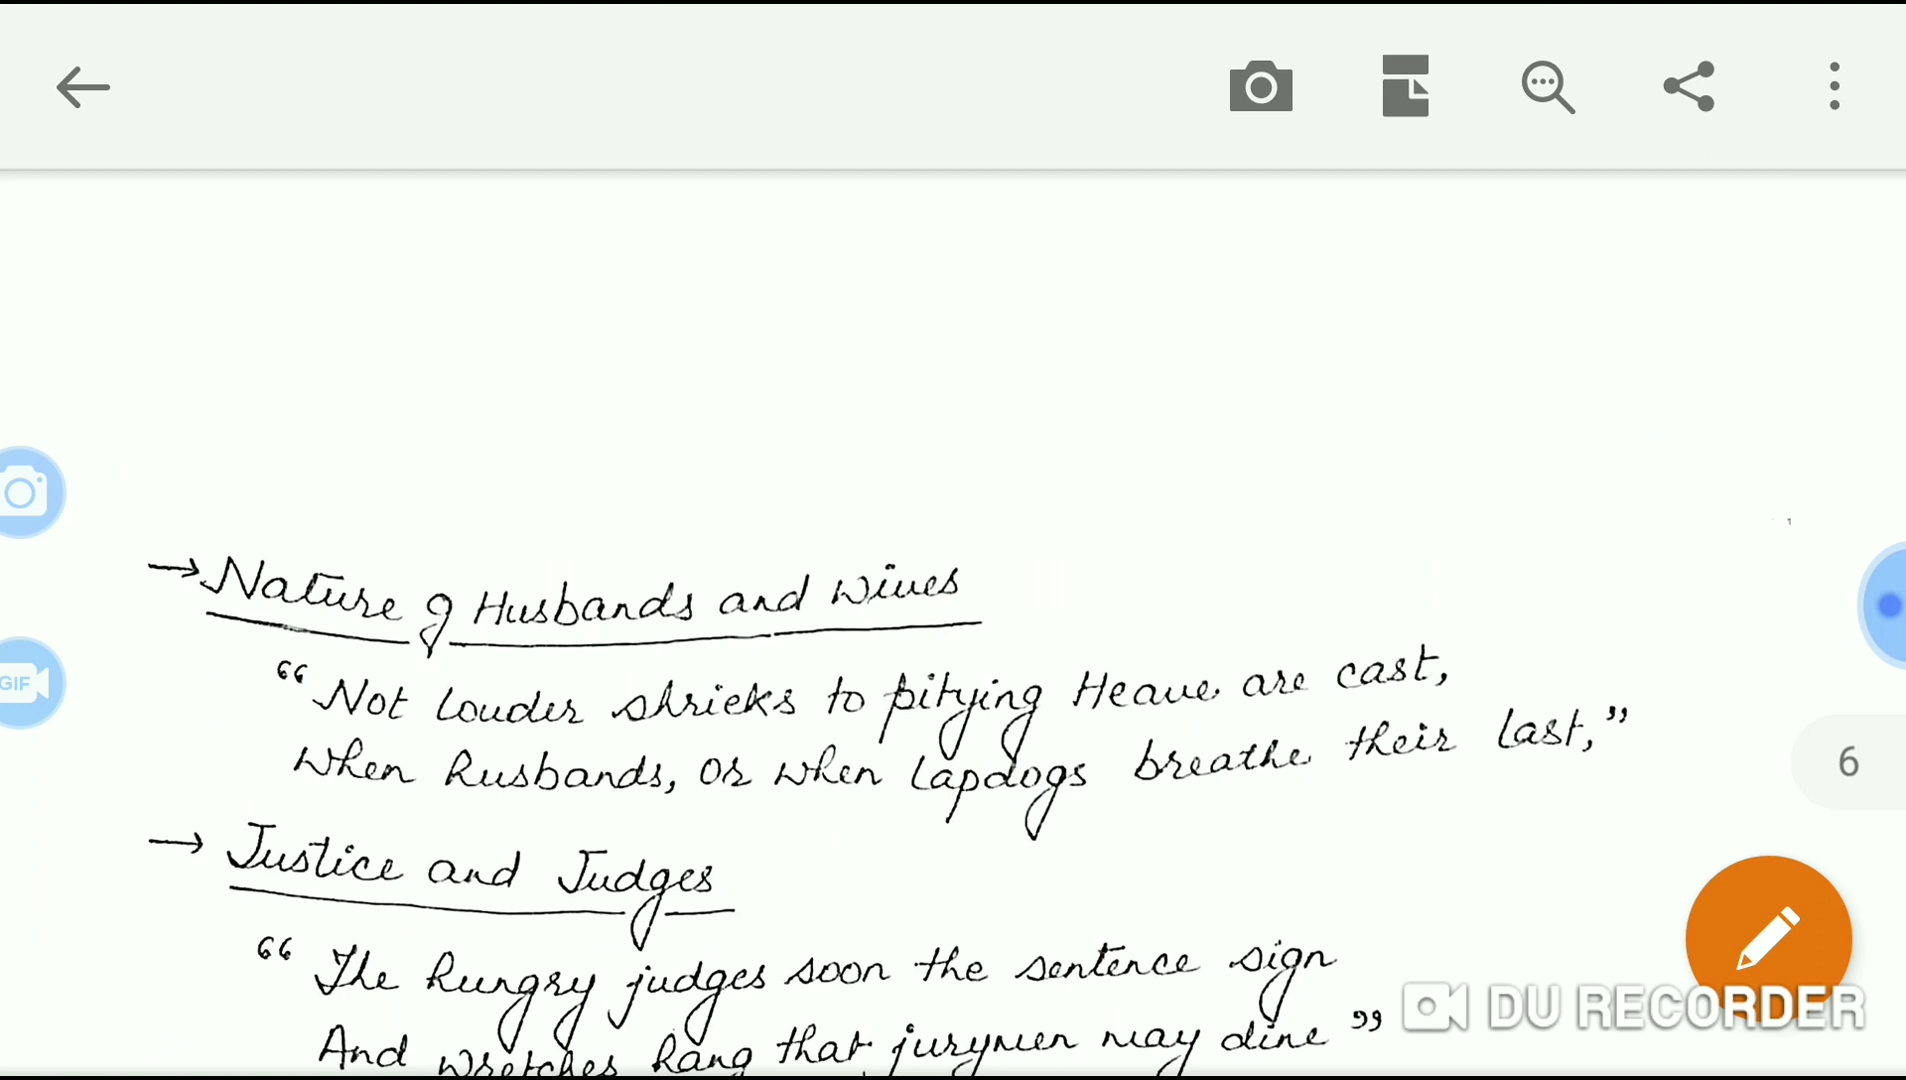 → Nature of Husbands and Wives
“Not Louder shrieks to pitying Heave are cast,
When Husbands, or when Lapdogs breathe their last,”
→ Justice and Judges
“The hungry judges soon the sentence sign
And wretches hang that jurymen may dine”
GIF
6
DU RECORDER